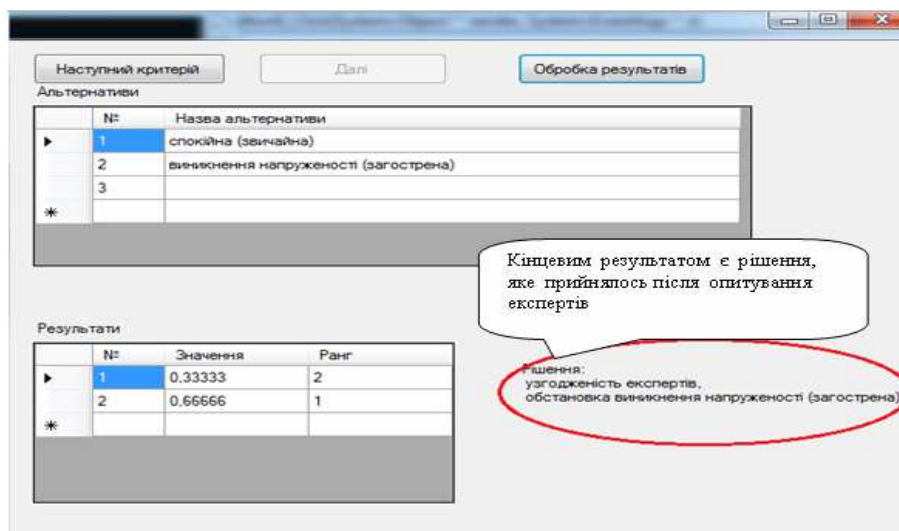 Наступний критерій Далі Обробка результатів
Альтернативи
№ Назва альтернативи
1 спокійна (звичайна)
2 виникнення напруженості (загострена)
3
Кінцевим результатом є рішення,
яке прийнялось після опитування
експертів
Результати
№ Значення Ранг
1 0,33333 2
2 0,66666 1
Рішення:
узгодженість експертів,
обстановка виникнення напруженості (загострена)